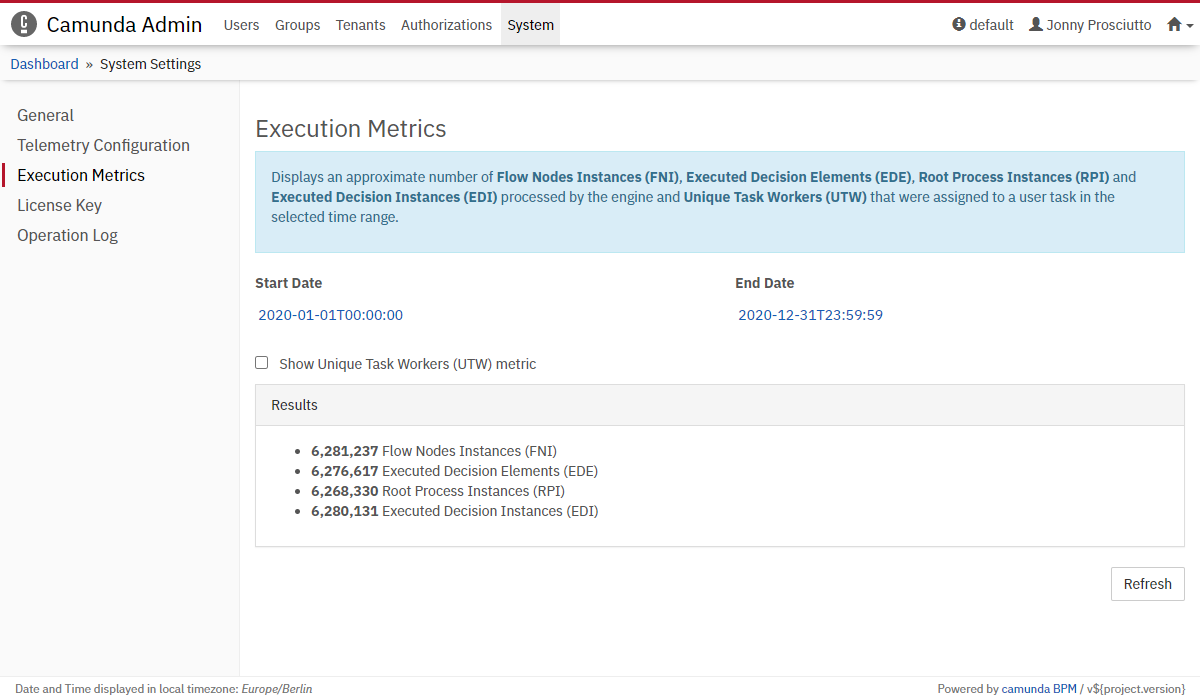 Camunda Admin Users Groups Tenants Authorizations System default Jonny Prosciutto
Dashboard » System Settings
General
Telemetry Configuration
Execution Metrics
License Key
Operation Log
Execution Metrics
Displays an approximate number of Flow Nodes Instances (FNI), Executed Decision Elements (EDE), Root Process Instances (RPI) and
Executed Decision Instances (EDI) processed by the engine and Unique Task Workers (UTW) that were assigned to a user task in the
selected time range.
Start Date End Date
2020-01-01T00:00:00 2020-12-31T23:59:59
Show Unique Task Workers (UTW) metric
Results
• 6,281,237 Flow Nodes Instances (FNI)
• 6,276,617 Executed Decision Elements (EDE)
• 6,268,330 Root Process Instances (RPI)
• 6,280,131 Executed Decision Instances (EDI)
Refresh
Date and Time displayed in local timezone: Europe/Berlin Powered by camunda BPM / v${project.version}